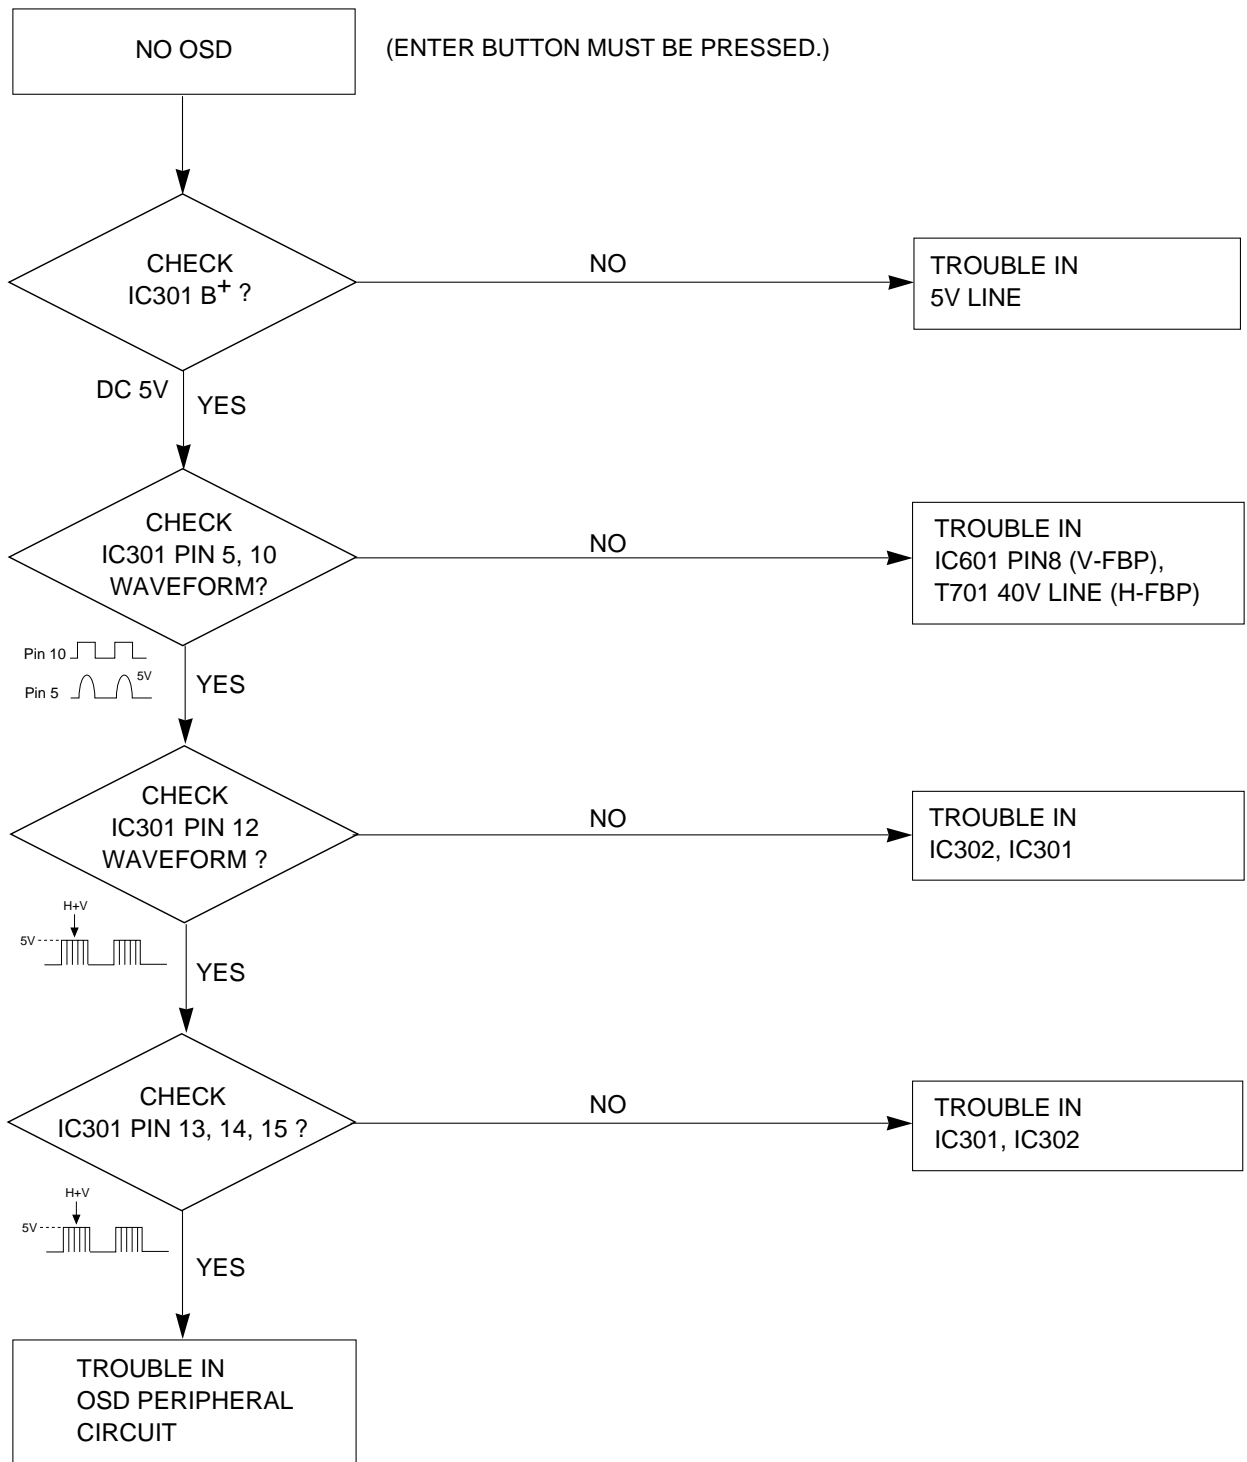 NO OSD
(ENTER BUTTON MUST BE PRESSED.)
CHECK
IC301 B+ ?
NO
TROUBLE IN
5V LINE
DC 5V
YES
CHECK
IC301 PIN 5, 10
WAVEFORM?
NO
TROUBLE IN
IC601 PIN8 (V-FBP),
T701 40V LINE (H-FBP)
Pin 10
Pin 5
5V
YES
CHECK
IC301 PIN 12
WAVEFORM ?
NO
TROUBLE IN
IC302, IC301
H+V
5V
YES
CHECK
IC301 PIN 13, 14, 15 ?
NO
TROUBLE IN
IC301, IC302
H+V
5V
YES
TROUBLE IN
OSD PERIPHERAL
CIRCUIT